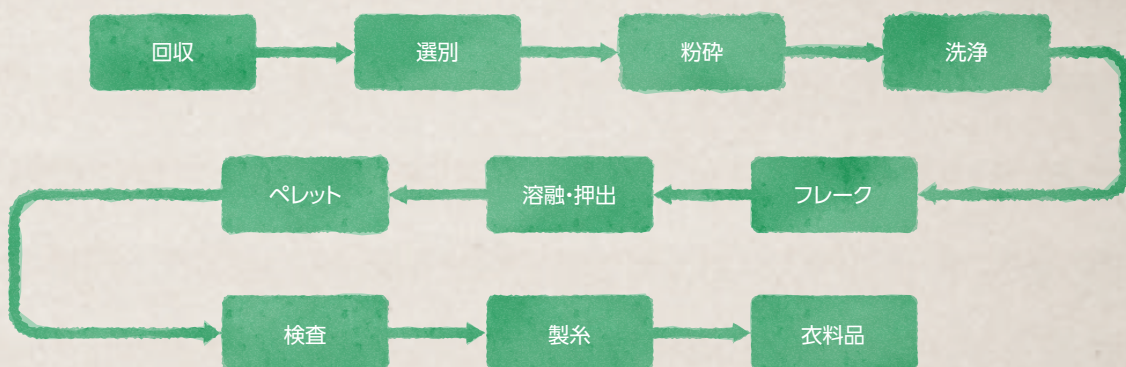 回収
選別
粉砕
洗浄
フレーク
溶融・押出
ペレット
検査
製糸
衣料品